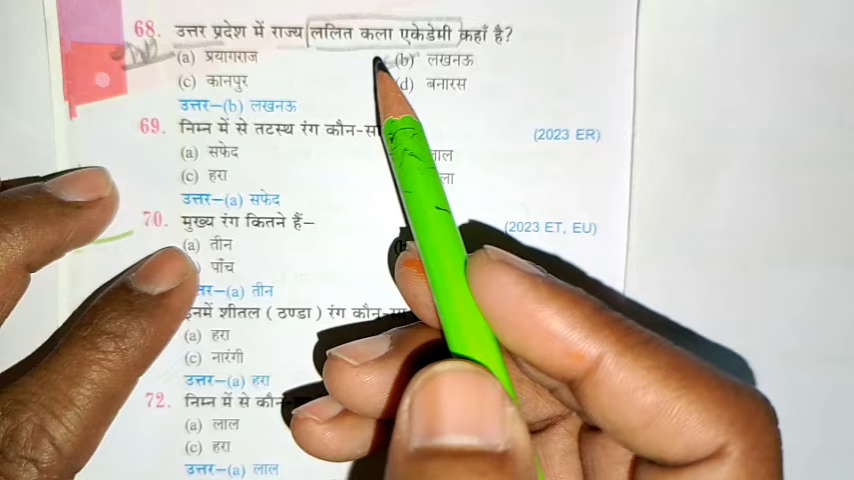 68. उत्तर प्रदेश में राज्य ललित कला एकेडेमी कहाँ है?
(a) प्रयागराज (b) लखनऊ
(c) कानपुर (d) बनारस
उत्तर–(b) लखनऊ
69. निम्न में से तटस्थ रंग कौन- (2023 ER)
(a) सफेद
(c) हरा
उत्तर–(a) सफेद
70. मुख्य रंग कितने हैं– (2023 ET, EU)
(a) तीन
पाँच
(a) तीन
इनमें शीतल ( ठण्डा ) रंग कौन-
(a) हरा
(c) नारंगी
उत्तर–(a) हरा
72. निम्न में से
(a) लाल
(c) हरा
उत्तर–(a) लाल